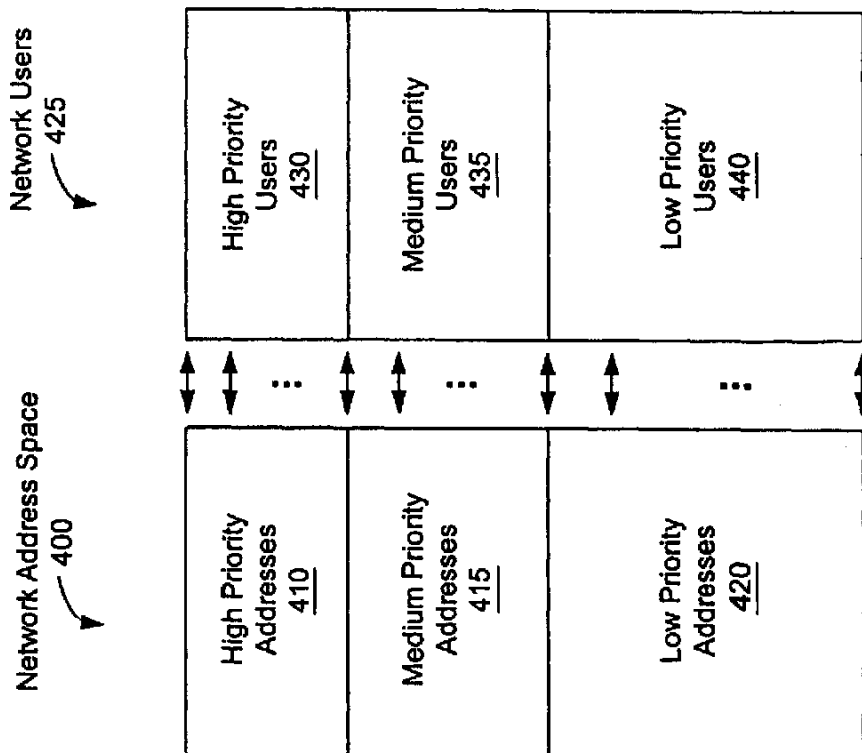 Network Address Space
400
High Priority
Addresses
410
Medium Priority
Addresses
415
Low Priority
Addresses
420
...
...
...
Network Users
425
High Priority
Users
430
Medium Priority
Users
435
Low Priority
Users
440